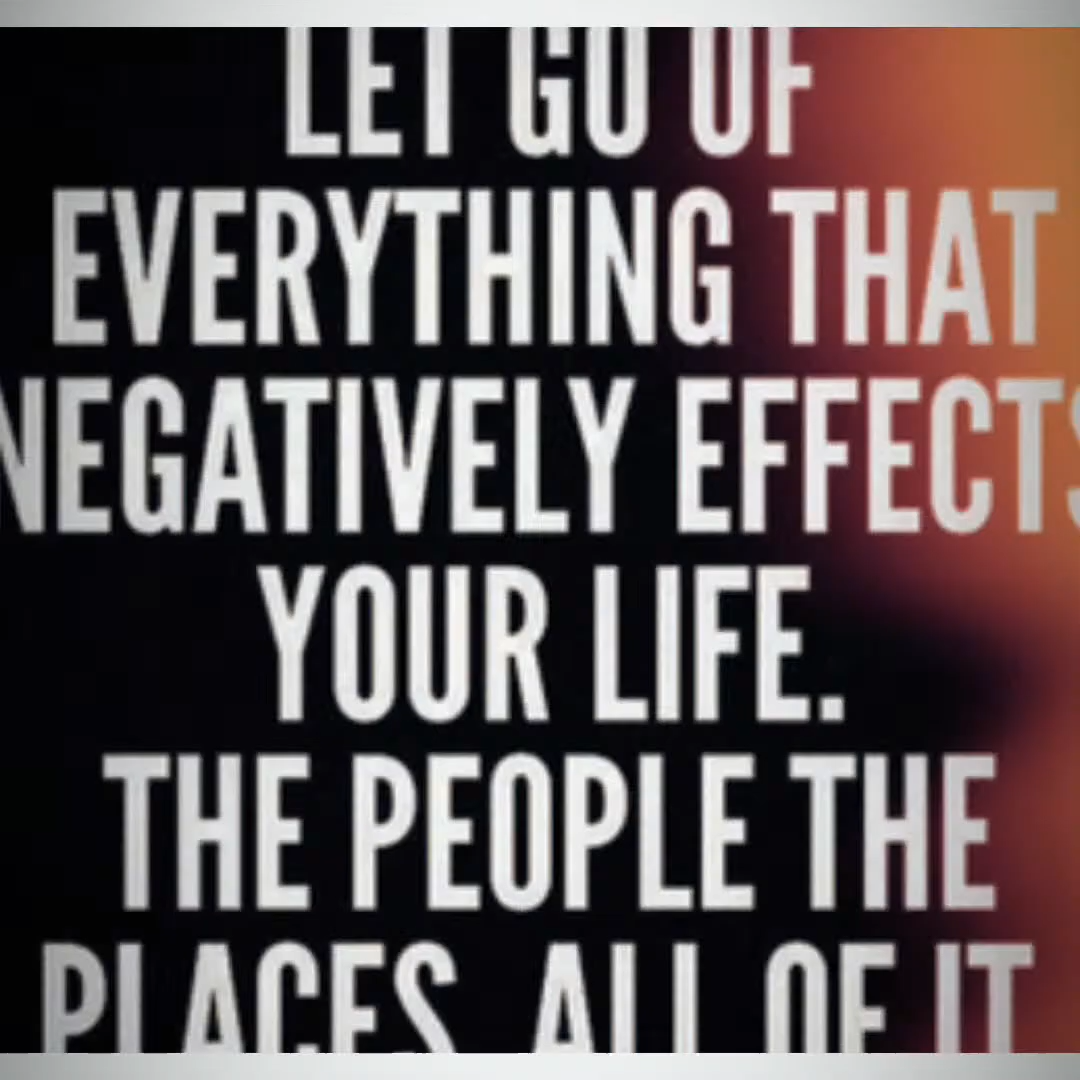 LET GO OF
EVERYTHING THAT
NEGATIVELY EFFECTS
YOUR LIFE.
THE PEOPLE THE
PLACES ALL OF IT